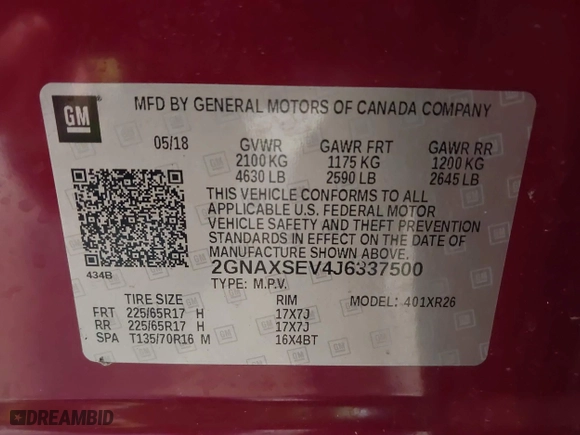 GM
MFD BY GENERAL MOTORS OF CANADA COMPANY
05/18 GVWR GAWR FRT GAWR RR
2100 KG 1175 KG 1200 KG
4630 LB 2590 LB 2645 LB
THIS VEHICLE CONFORMS TO ALL
APPLICABLE U.S. FEDERAL MOTOR
VEHICLE SAFETY AND THEFT PREVENTION
STANDARDS IN EFFECT ON THE DATE OF
MANUFACTURE SHOWN ABOVE.
434B 2GNAXSEV4J6337500
TYPE: M.P.V. MODEL: 401XR26
TIRE SIZE RIM
FRT 225/65R17 H 17X7J
RR 225/65R17 H 17X7J
SPA T135/70R16 M 16X4BT
DREAMBID